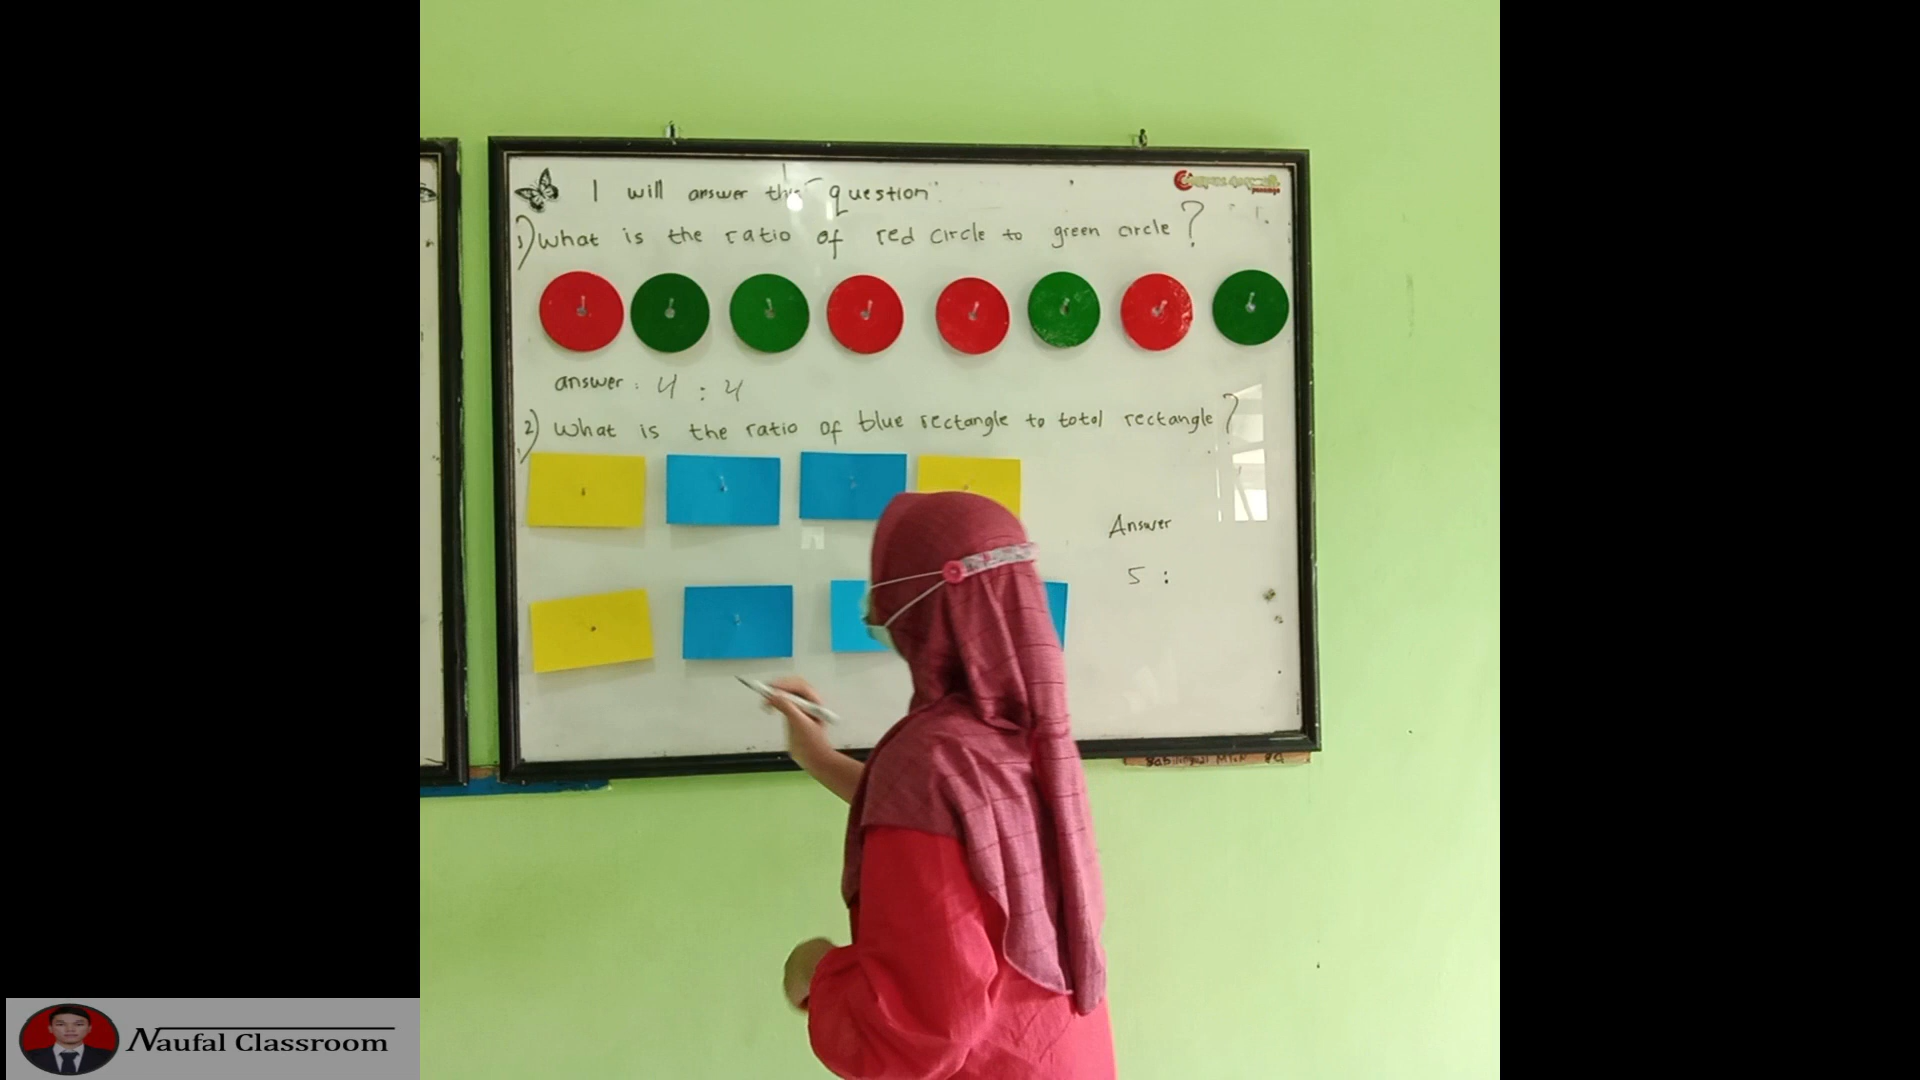 I will answer this question:
1) What is the ratio of red circle to green circle?
answer: 4 : 4
2) What is the ratio of blue rectangle to total rectangle?
Answer
5 :
Naufal Classroom